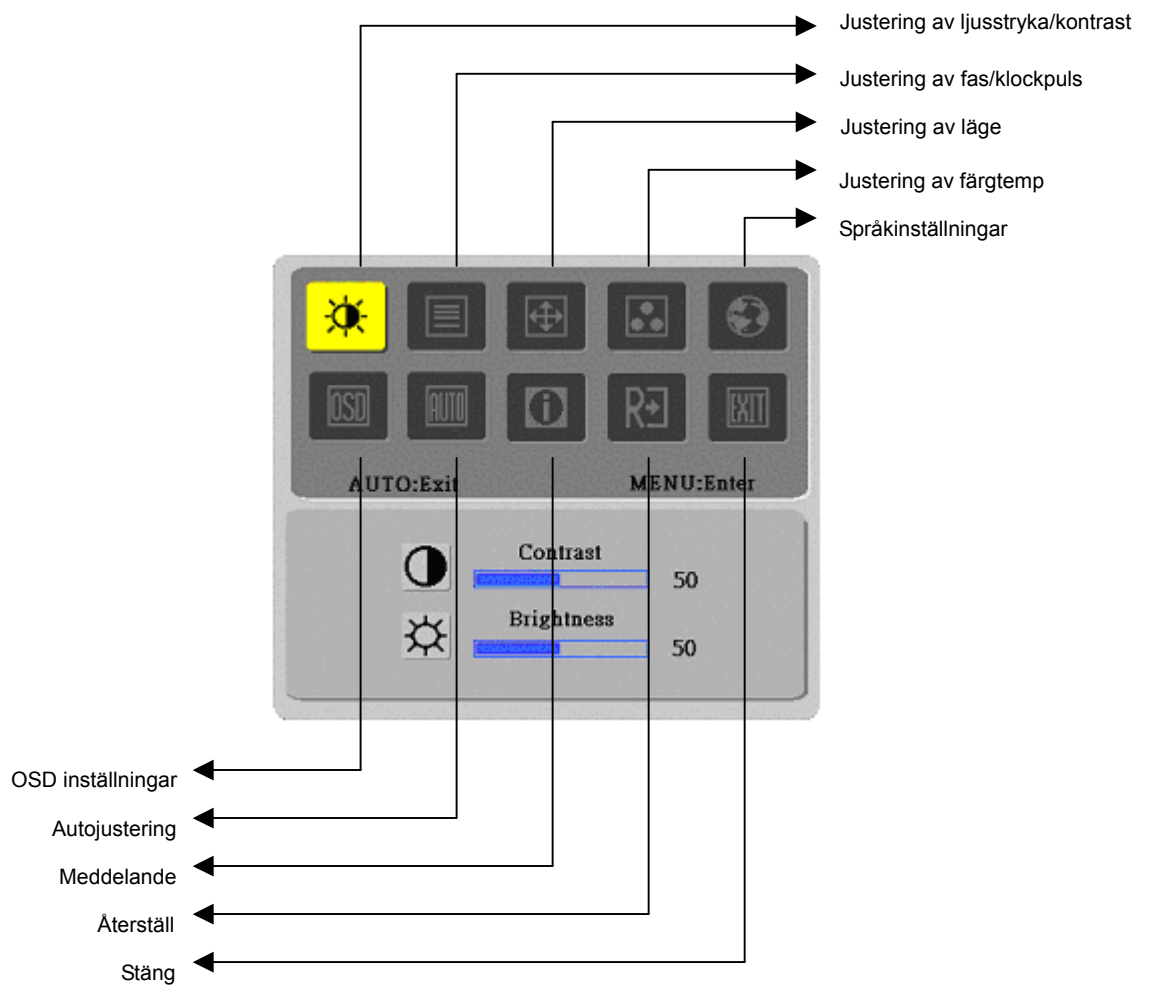 Justering av ljusstryka/kontrast
Justering av fas/klockpuls
Justering av läge
Justering av färgtemp
Språkinställningar
OSD
AUTO
i
R
EXIT
AUTO:Exit
MENU:Enter
Contrast
50
Brightness
50
OSD inställningar
Autojustering
Meddelande
Återställ
Stäng